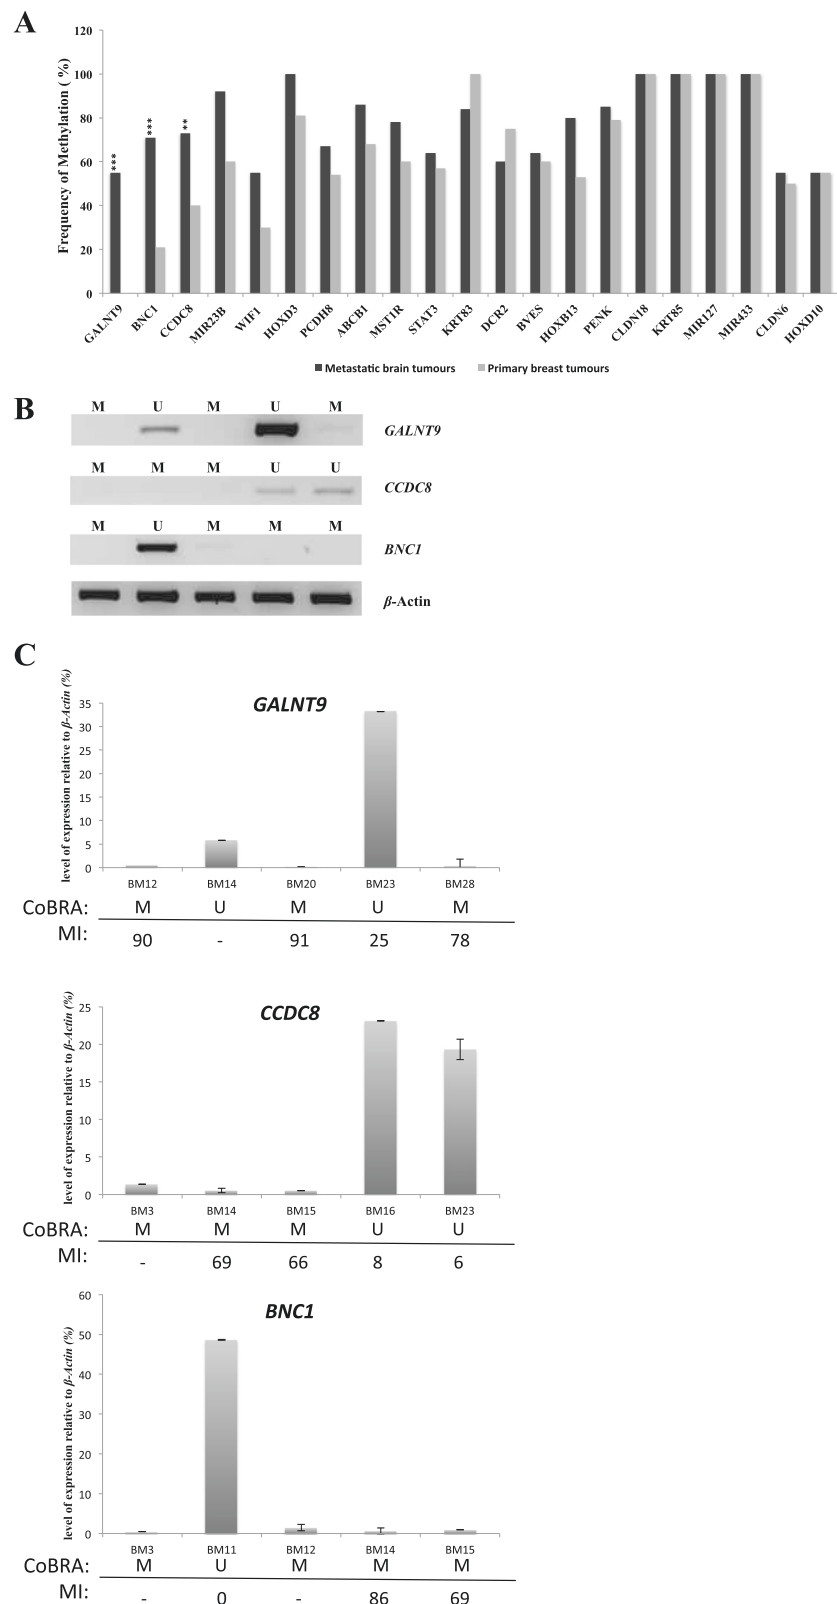 A
Frequency of Methylation ( %)
120
100
80
60
40
20
0
***
***
**
GALNT9 BNC1 CCDC8 MIR23B WIF1 HOXD3 PCDH8 ABCB1 MST1R STAT3 KRT83 DCR2 BVES HOXB13 PENK CLDN18 KRT85 MIR127 MIR433 CLDN6 HOXD10
Metastatic brain tumours Primary breast tumours
B
M U M U M
GALNT9
M M M U U
CCDC8
M U M M M
BNC1
β-Actin
C
level of expression relative to β-Actin (%)
GALNT9
35
30
25
20
15
10
5
0
BM12 BM14 BM20 BM23 BM28
CoBRA: M U M U M
MI: 90 - 91 25 78
level of expression relative to β-Actin (%)
CCDC8
25
20
15
10
5
0
BM3 BM14 BM15 BM16 BM23
CoBRA: M M M U U
MI: - 69 66 8 6
level of expression relative to β-Actin (%)
BNC1
60
50
40
30
20
10
0
BM3 BM11 BM12 BM14 BM15
CoBRA: M U M M M
MI: - 0 - 86 69